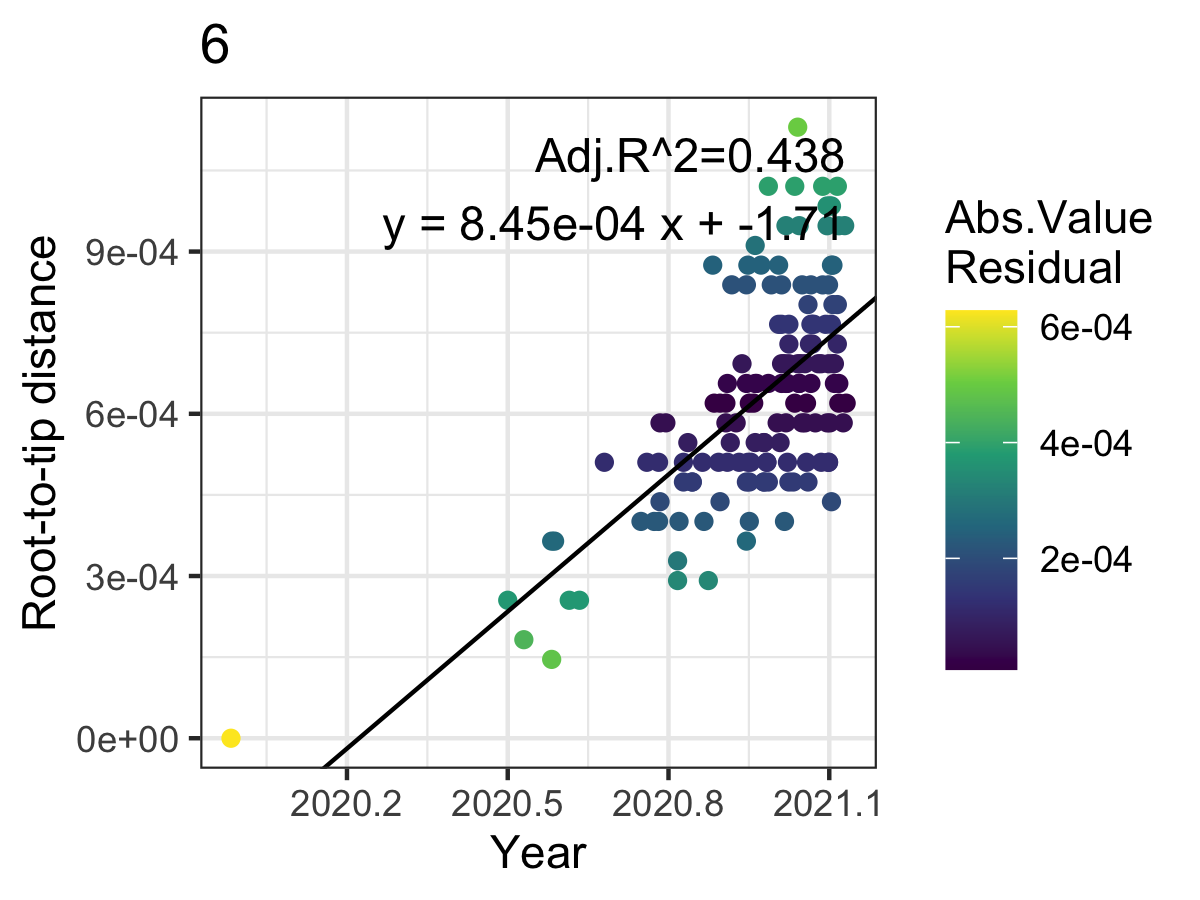 6
Adj.R^2=0.438
y = 8.45e-04 x + -1.71
Root-to-tip distance
9e-04
6e-04
3e-04
0e+00
2020.2
2020.5
2020.8
2021.1
Year
Abs.Value
Residual
6e-04
4e-04
2e-04